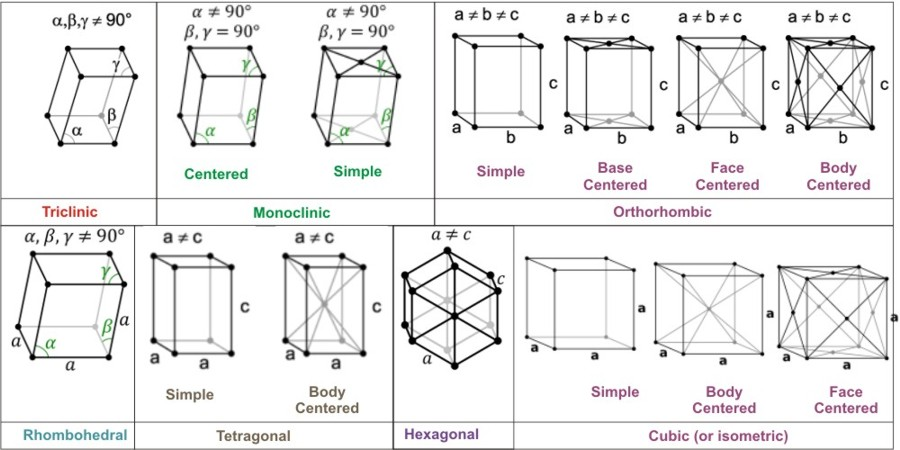 α,β,γ ≠ 90°
γ
β
α
α ≠ 90°
β, γ = 90°
γ
β
α
Centered
α ≠ 90°
β, γ = 90°
γ
β
α
Simple
a ≠ b ≠ c
c
a
b
Simple
a ≠ b ≠ c
c
a
b
Base
Centered
a ≠ b ≠ c
c
a
b
Face
Centered
a ≠ b ≠ c
c
a
b
Body
Centered
Triclinic
Monoclinic
Orthorhombic
α, β, γ ≠ 90°
γ
β
a
a
α
a
a ≠ c
c
a
a
Simple
a ≠ c
c
a
a
Body
Centered
a ≠ c
c
a
a
a
a
Simple
a
a
a
Body
Centered
a
a
a
Face
Centered
Rhombohedral
Tetragonal
Hexagonal
Cubic (or isometric)